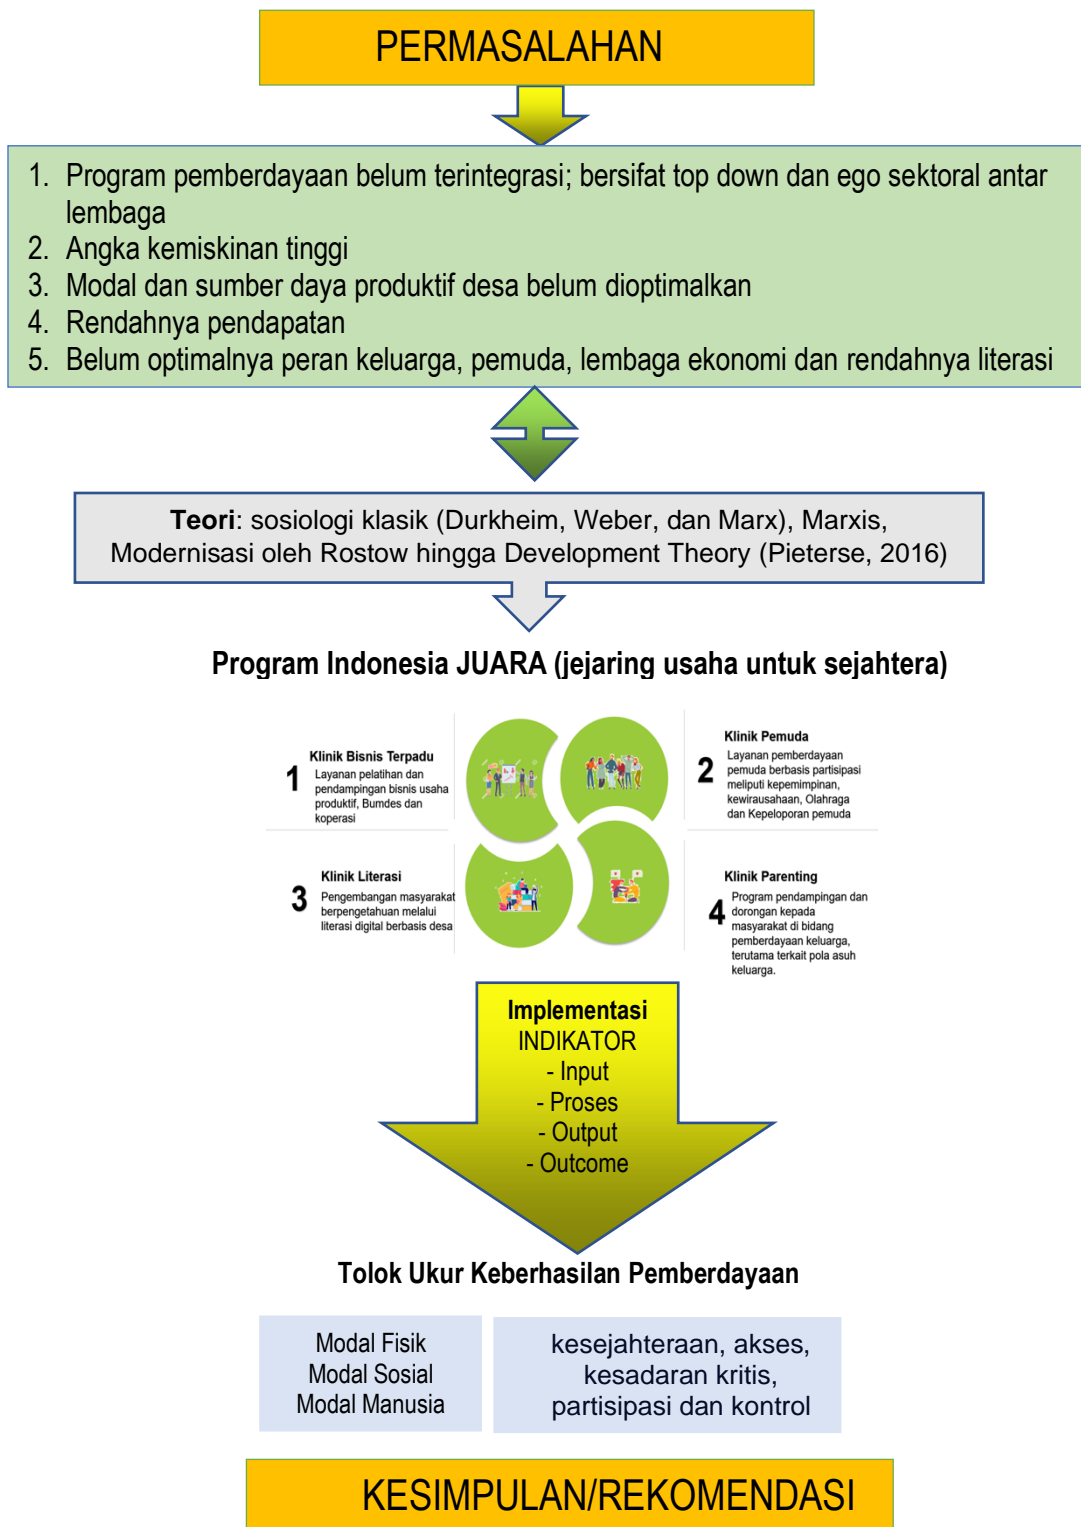 PERMASALAHAN
1. Program pemberdayaan belum terintegrasi; bersifat top down dan ego sektoral antar
lembaga
2. Angka kemiskinan tinggi
3. Modal dan sumber daya produktif desa belum dioptimalkan
4. Rendahnya pendapatan
5. Belum optimalnya peran keluarga, pemuda, lembaga ekonomi dan rendahnya literasi
Teori: sosiologi klasik (Durkheim, Weber, dan Marx), Marxis,
Modernisasi oleh Rostow hingga Development Theory (Pieterse, 2016)
Program Indonesia JUARA (jejaring usaha untuk sejahtera)
1
Klinik Bisnis Terpadu
Layanan pelatihan dan
pendampingan bisnis usaha
produktif, Bumdes dan
koperasi
2
Klinik Pemuda
Layanan pemberdayaan
pemuda berbasis partisipasi
meliputi kepemimpinan,
kewirausahaan, Olahraga
dan Kepeloporan pemuda
3
Klinik Literasi
Pengembangan masyarakat
berpengetahuan melalui
literasi digital berbasis desa
4
Klinik Parenting
Program pendampingan dan
dorongan kepada
masyarakat di bidang
pemberdayaan keluarga,
terutama terkait pola asuh
keluarga.
Implementasi
INDIKATOR
- Input
- Proses
- Output
- Outcome
Tolok Ukur Keberhasilan Pemberdayaan
Modal Fisik
Modal Sosial
Modal Manusia
kesejahteraan, akses,
kesadaran kritis,
partisipasi dan kontrol
KESIMPULAN/REKOMENDASI